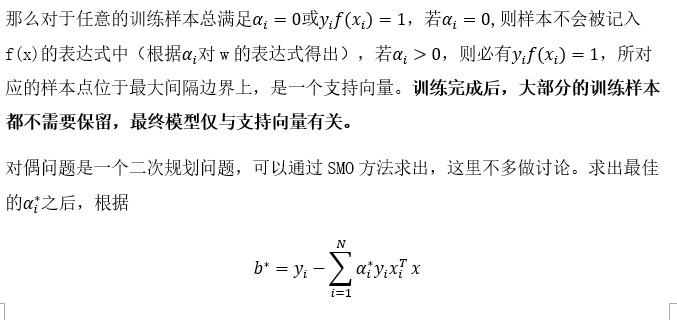 那么对于任意的训练样本总满足αᵢ = 0或yᵢf(xᵢ) = 1，若αᵢ = 0,则样本不会被记入
f(x)的表达式中（根据αᵢ对 w 的表达式得出），若αᵢ > 0，则必有yᵢf(xᵢ) = 1，所对
应的样本点位于最大间隔边界上，是一个支持向量。训练完成后，大部分的训练样本
都不需要保留，最终模型仅与支持向量有关。
对偶问题是一个二次规划问题，可以通过 SMO 方法求出，这里不多做讨论。求出最佳
的αᵢ*之后，根据
b* = yᵢ − ∑_{i=1}^{N} αᵢ* yᵢ xᵢᵀ x